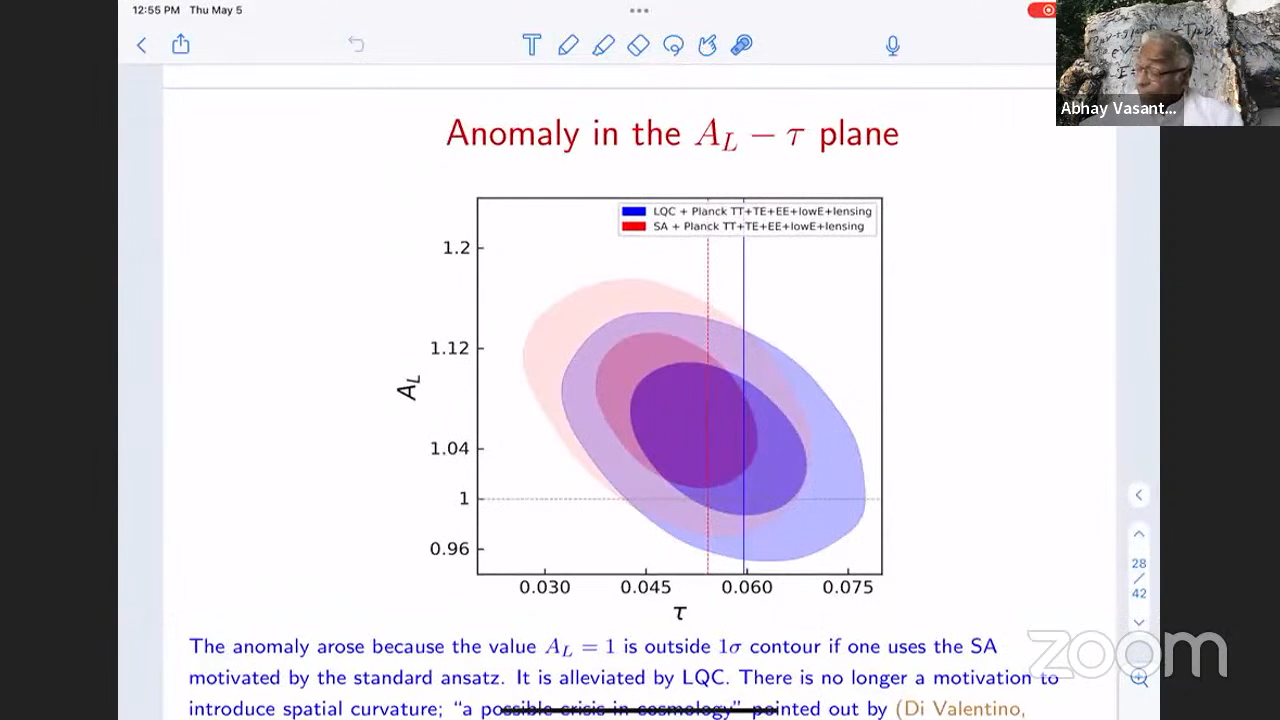 12:55 PM Thu May 5
Abhay Vasant...
Anomaly in the A_L − τ plane
LQC + Planck TT+TE+EE+lowE+lensing
SA + Planck TT+TE+EE+lowE+lensing
1.2
1.12
1.04
1
0.96
A_L
0.030 0.045 0.060 0.075
τ
28
/
42
The anomaly arose because the value A_L = 1 is outside 1σ contour if one uses the SA
motivated by the standard ansatz. It is alleviated by LQC. There is no longer a motivation to
introduce spatial curvature; “a possible crisis in cosmology” pointed out by (Di Valentino,
zoom